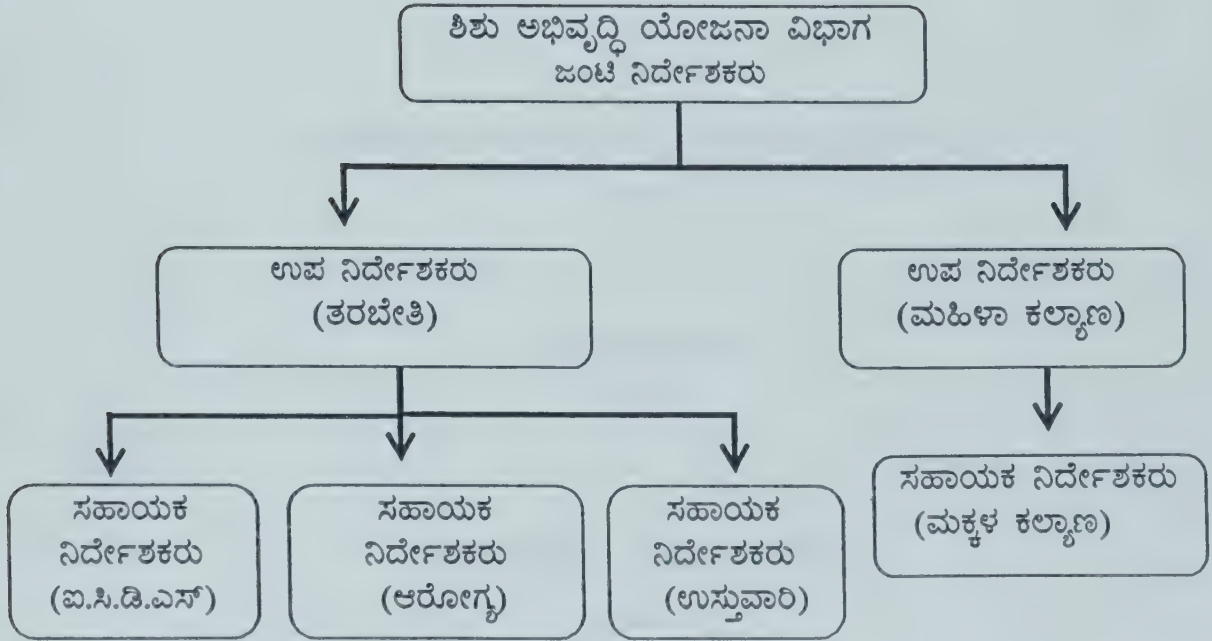 ಶಿಶು ಅಭಿವೃದ್ಧಿ ಯೋಜನಾ ವಿಭಾಗ
ಜಂಟಿ ನಿರ್ದೇಶಕರು
ಉಪ ನಿರ್ದೇಶಕರು
(ತರಬೇತಿ)
ಉಪ ನಿರ್ದೇಶಕರು
(ಮಹಿಳಾ ಕಲ್ಯಾಣ)
ಸಹಾಯಕ
ನಿರ್ದೇಶಕರು
(ಐ.ಸಿ.ಡಿ.ಎಸ್)
ಸಹಾಯಕ
ನಿರ್ದೇಶಕರು
(ಆರೋಗ್ಯ)
ಸಹಾಯಕ
ನಿರ್ದೇಶಕರು
(ಉಸ್ತುವಾರಿ)
ಸಹಾಯಕ ನಿರ್ದೇಶಕರು
(ಮಕ್ಕಳ ಕಲ್ಯಾಣ)